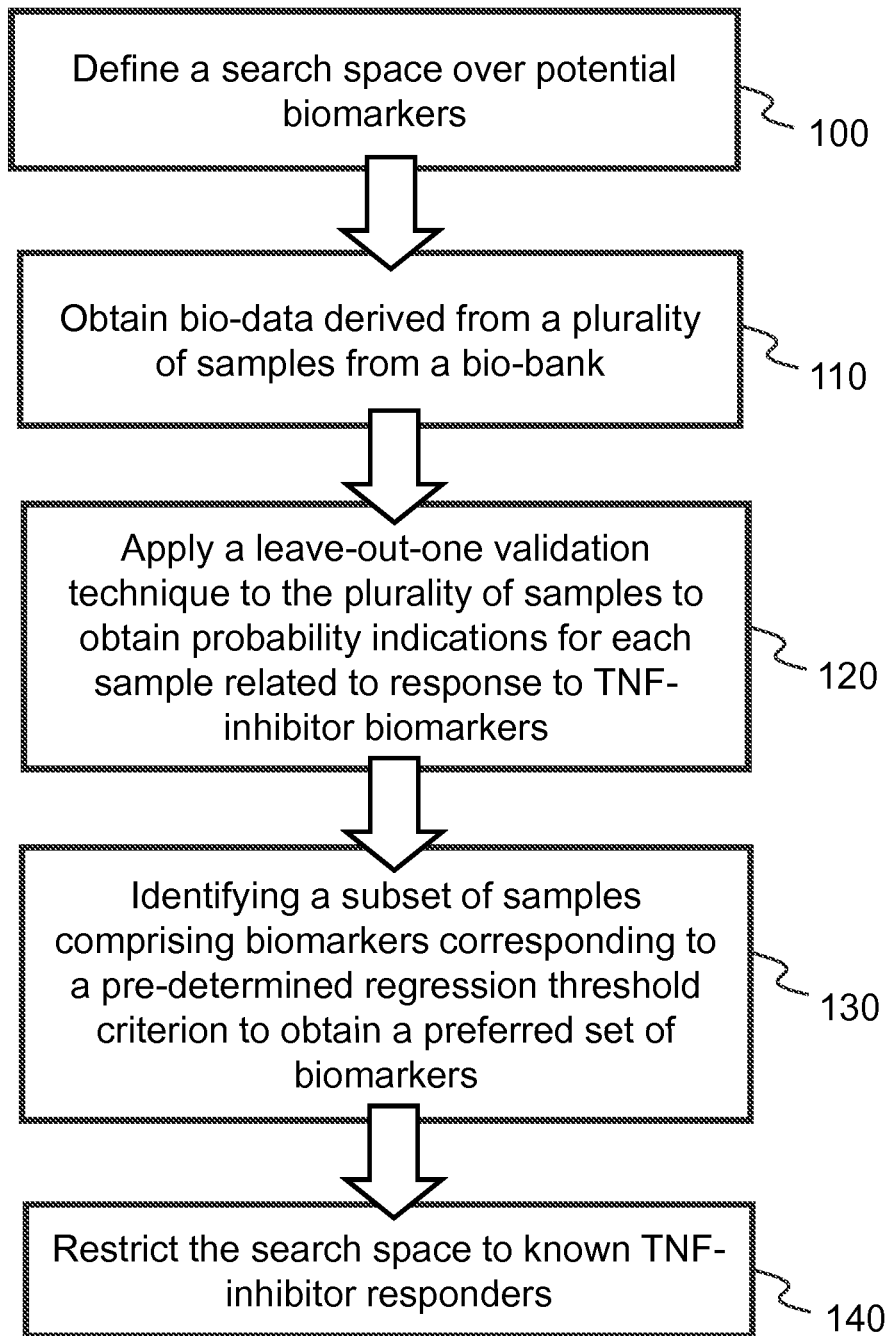 Define a search space over potential
biomarkers
100
Obtain bio-data derived from a plurality
of samples from a bio-bank
110
Apply a leave-out-one validation
technique to the plurality of samples to
obtain probability indications for each
sample related to response to TNF-
inhibitor biomarkers
120
Identifying a subset of samples
comprising biomarkers corresponding to
a pre-determined regression threshold
criterion to obtain a preferred set of
biomarkers
130
Restrict the search space to known TNF-
inhibitor responders
140